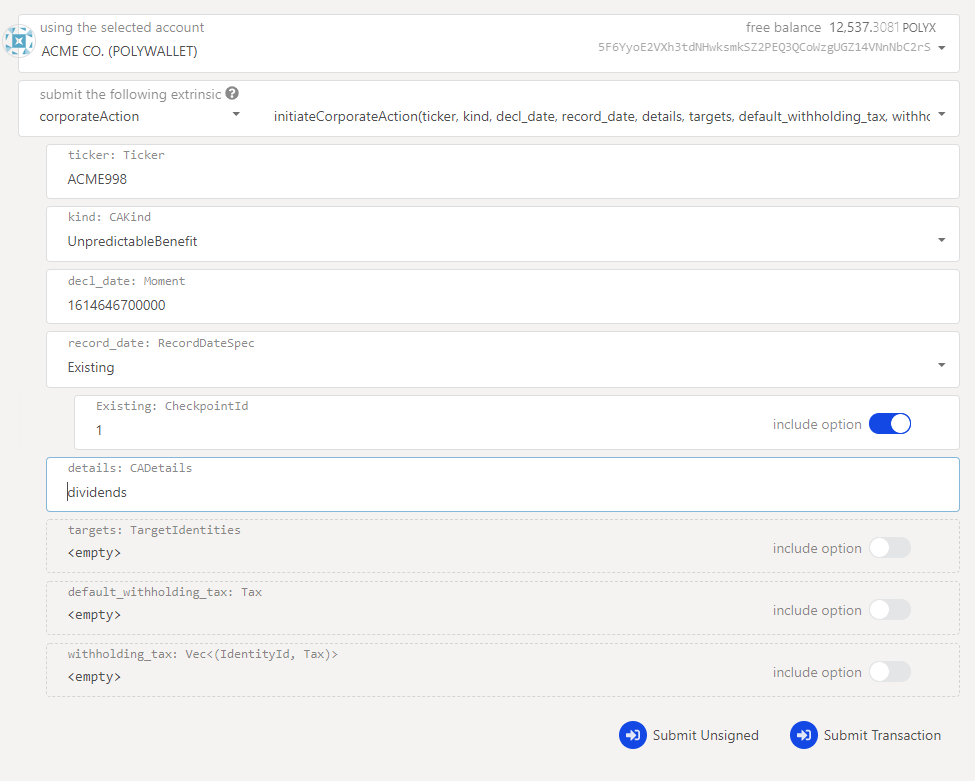 using the selected account
free balance 12,537.3081 POLYX
ACME CO. (POLYWALLET)
5F6YyoE2VXh3tdNHwksmkSZ2PEQ3QCoWzgUGZ14VNnNbC2rS
submit the following extrinsic ?
corporateAction
initiateCorporateAction(ticker, kind, decl_date, record_date, details, targets, default_withholding_tax, withho
ticker: Ticker
ACME998
kind: CAKind
UnpredictableBenefit
decl_date: Moment
1614646700000
record_date: RecordDateSpec
Existing
Existing: CheckpointId
1
include option
details: CADetails
dividends
targets: TargetIdentities
<empty>
include option
default_withholding_tax: Tax
<empty>
include option
withholding_tax: Vec<(IdentityId, Tax)>
<empty>
include option
Submit Unsigned
Submit Transaction